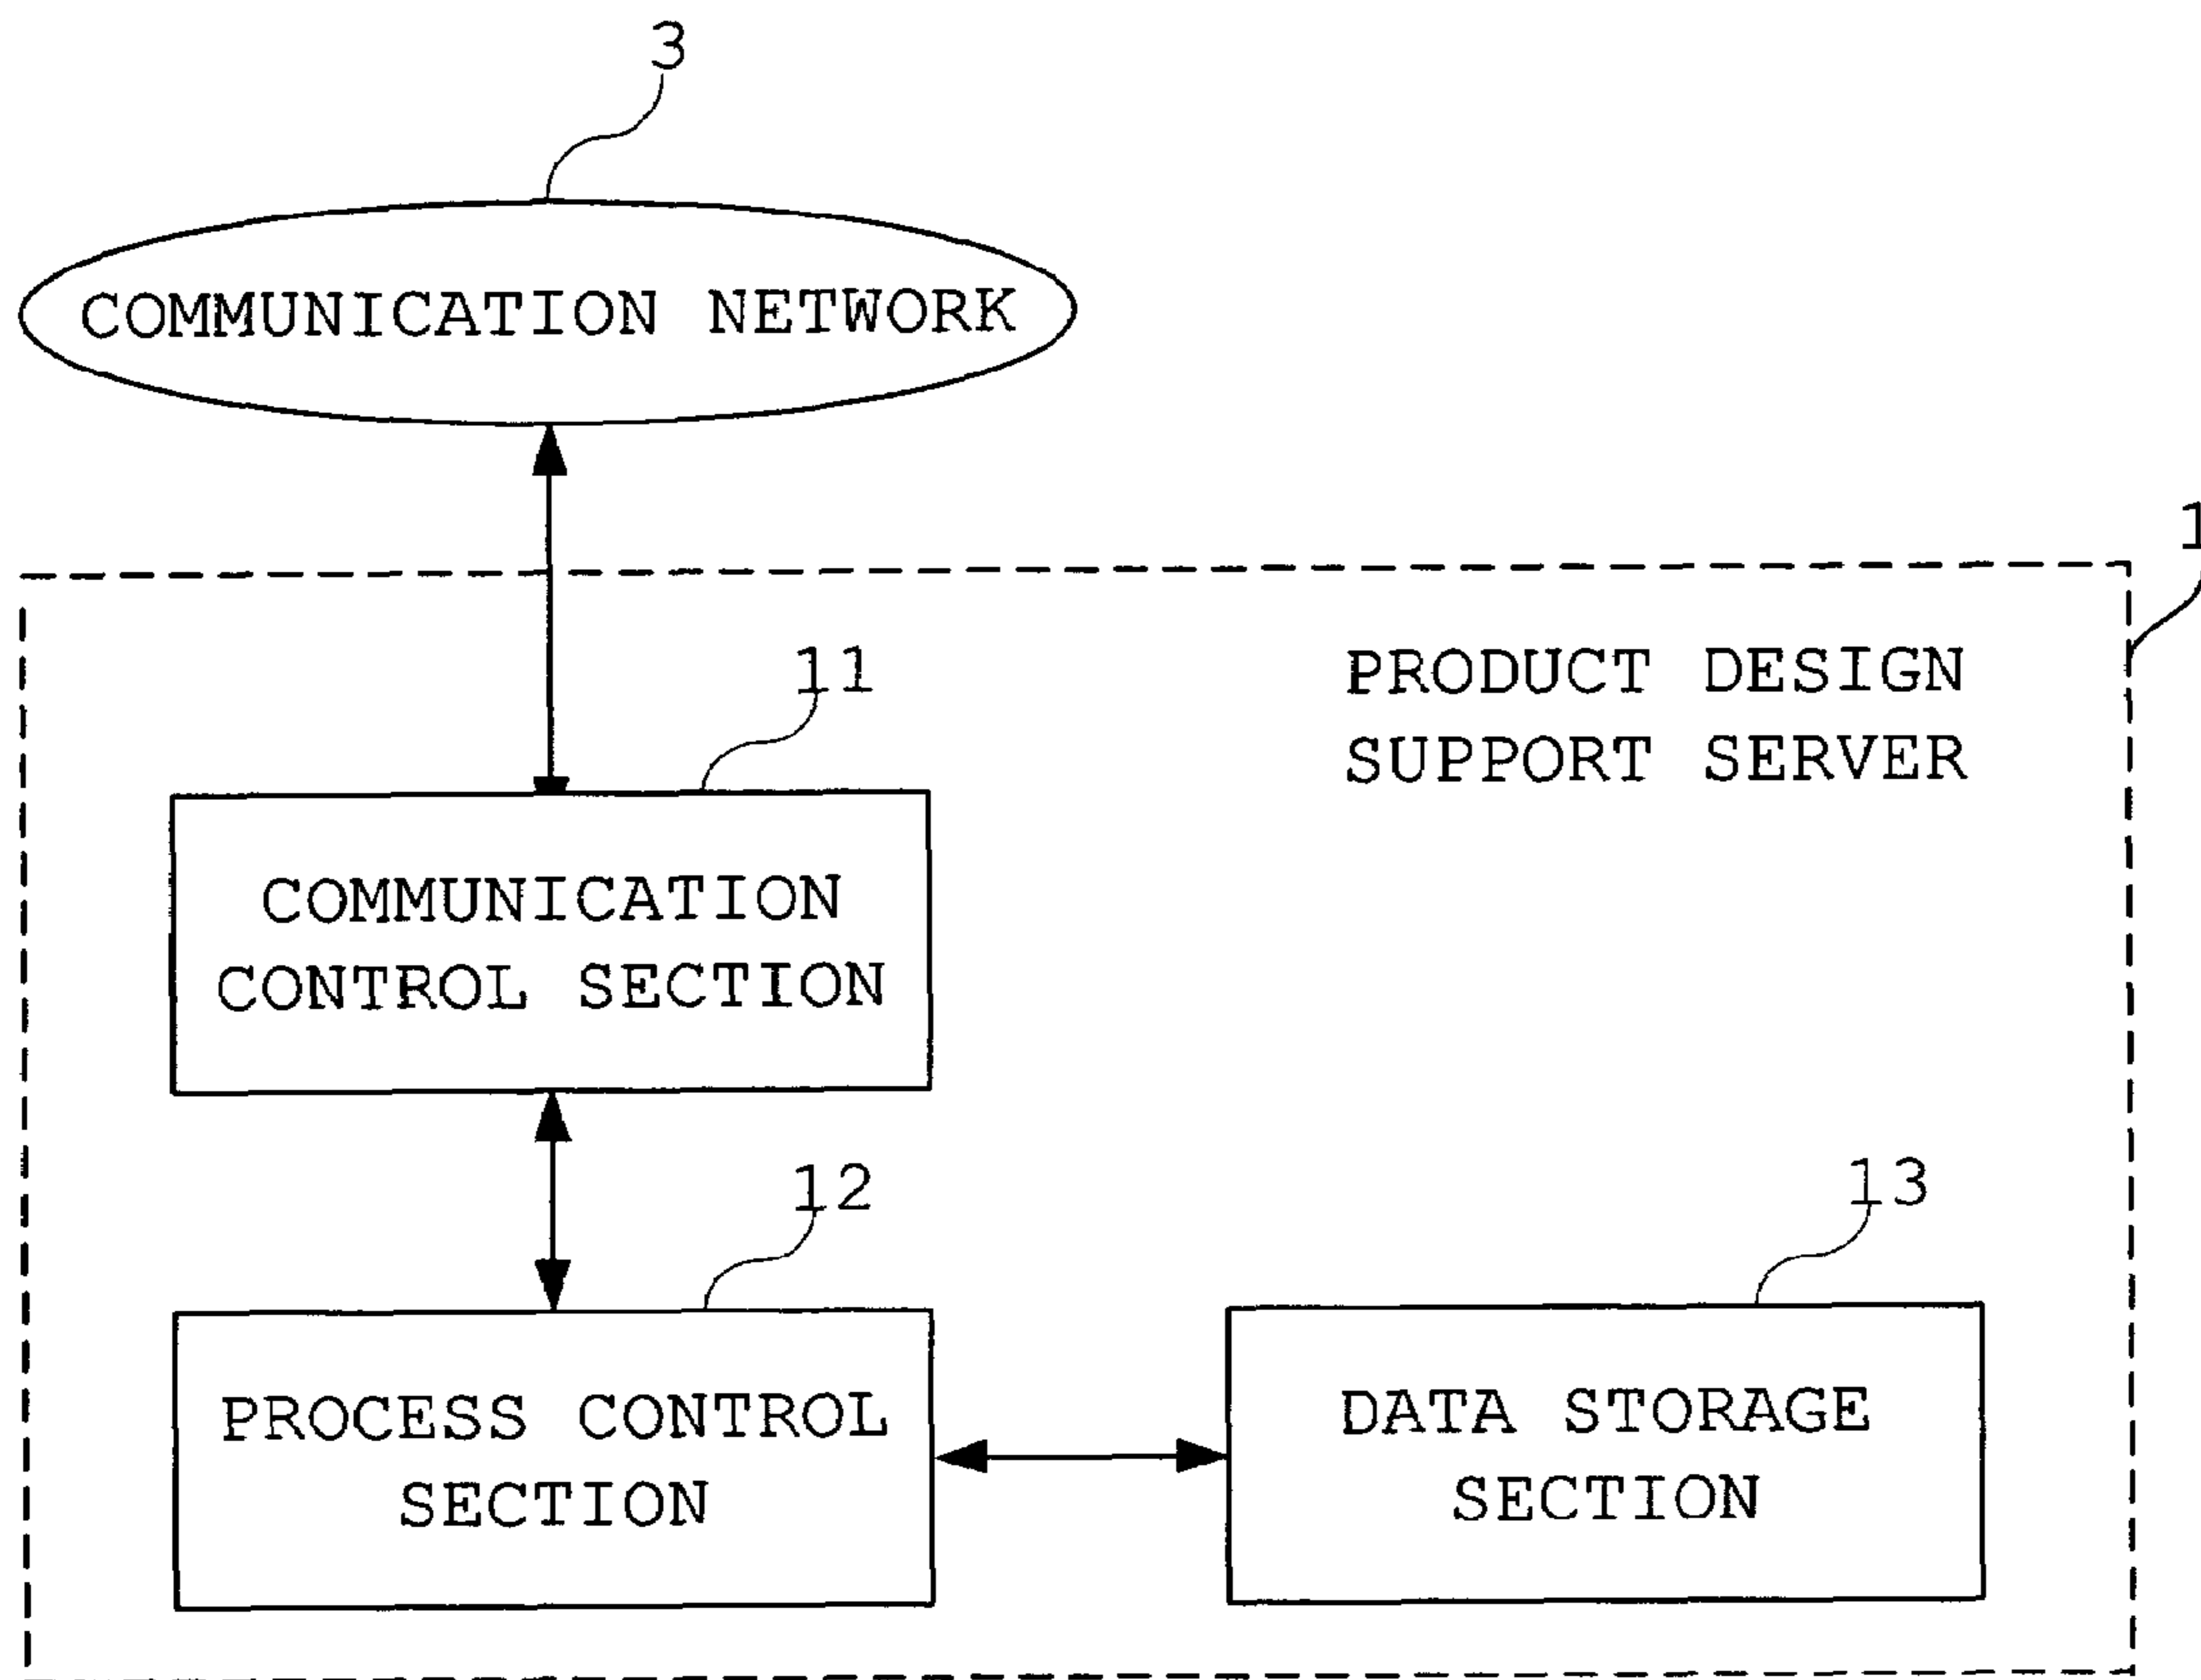 3
COMMUNICATION NETWORK
1
PRODUCT DESIGN
SUPPORT SERVER
11
COMMUNICATION
CONTROL SECTION
12
PROCESS CONTROL
SECTION
13
DATA STORAGE
SECTION